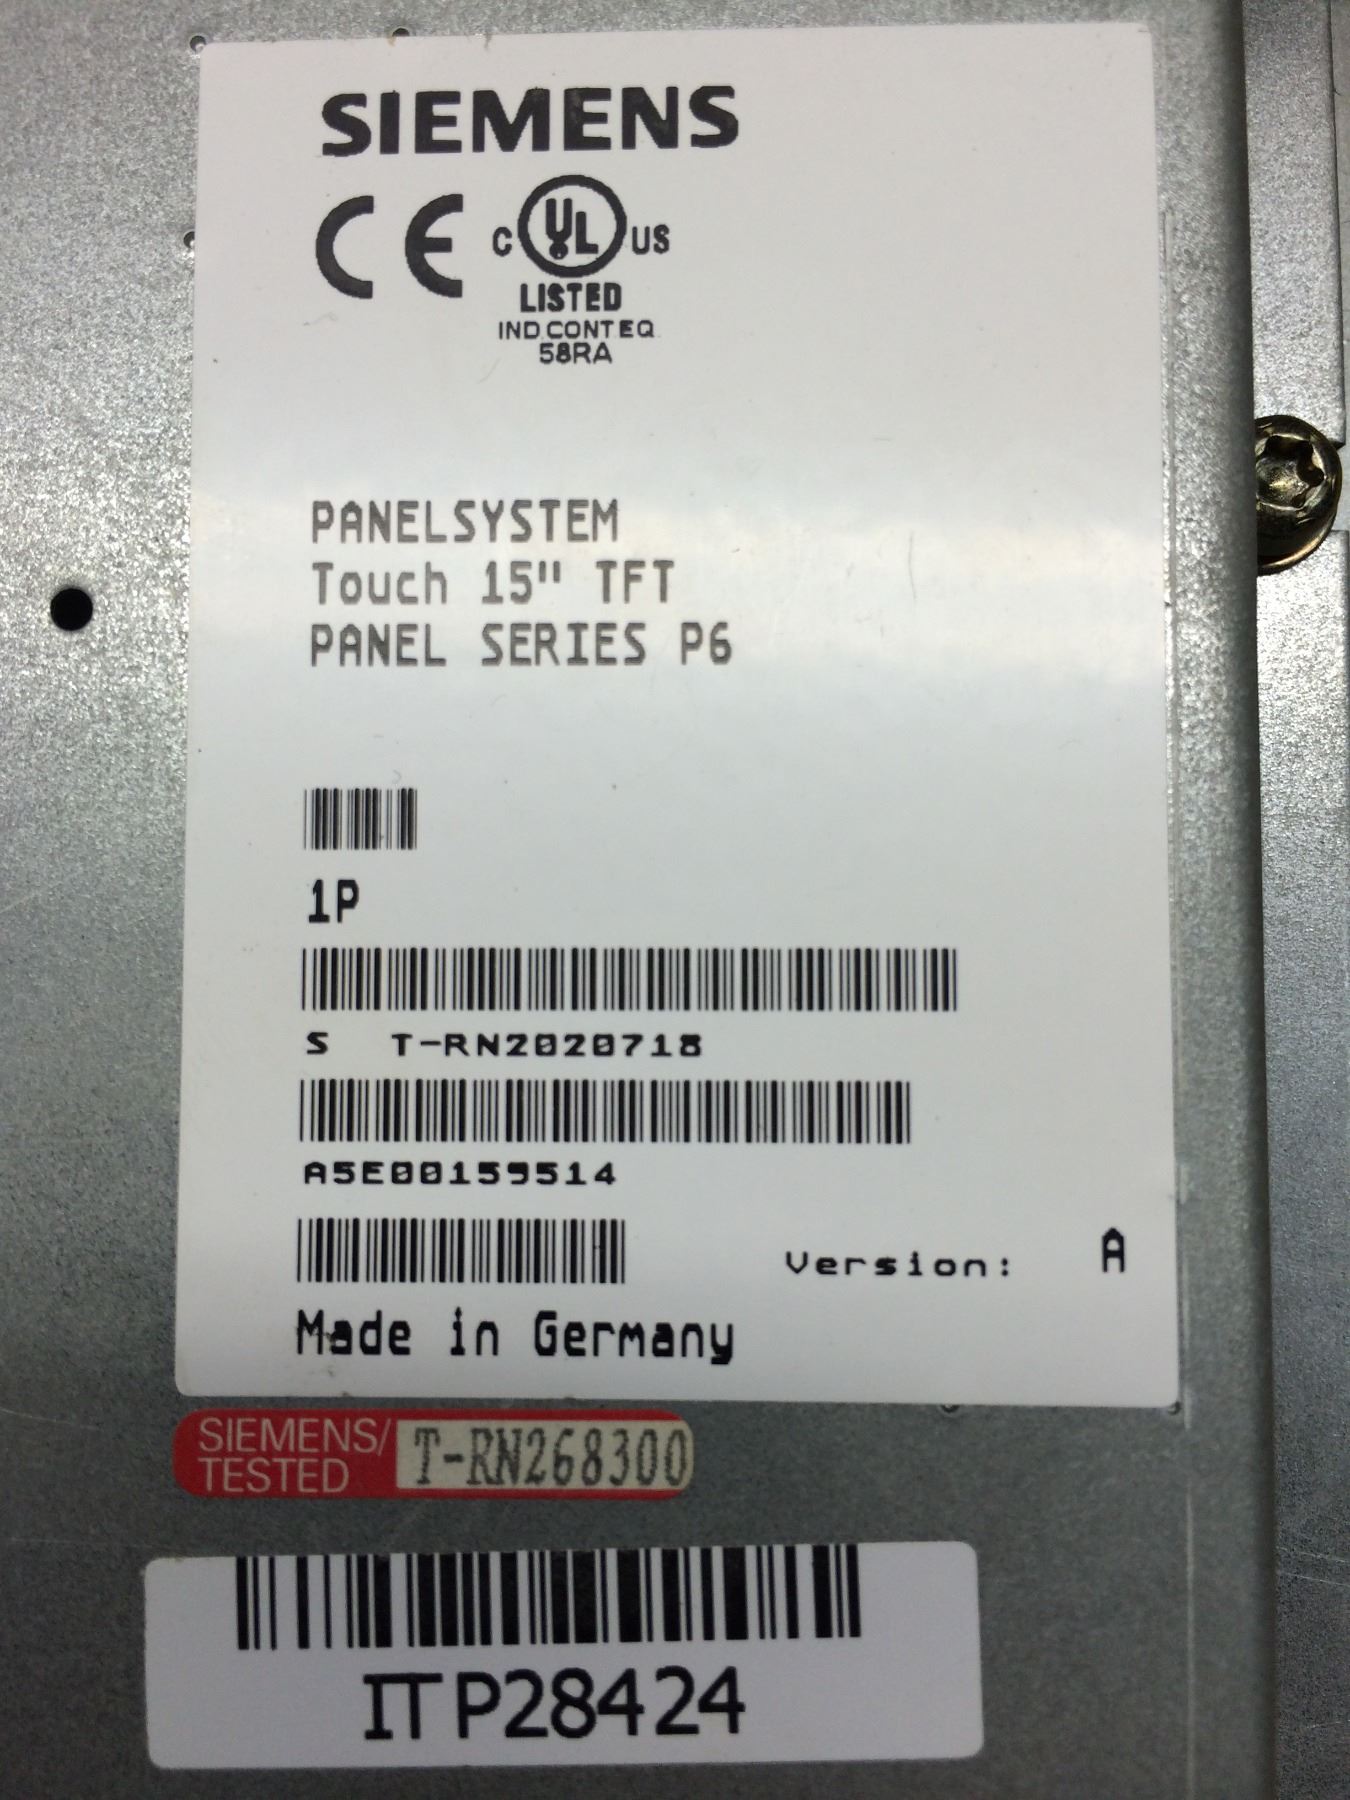 SIEMENS
CE C UL US
LISTED
IND.CONT EQ.
58RA
PANELSYSTEM
Touch 15" TFT
PANEL SERIES P6
1P
S T-RN2020718
A5E00159514
Version: A
Made in Germany
SIEMENS/
TESTED
T-RN268300
ITP28424